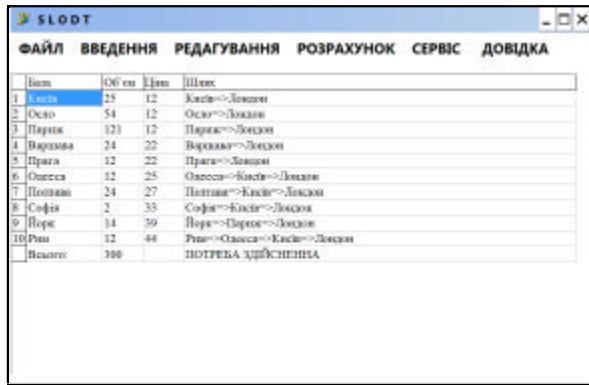 SLODT
ФАЙЛ ВВЕДЕННЯ РЕДАГУВАННЯ РОЗРАХУНОК СЕРВІС ДОВІДКА
База Об'єм Ціна Шлях
1 Київ 25 12 Київ=>Лондон
2 Осло 54 12 Осло=>Лондон
3 Париж 121 12 Париж=>Лондон
4 Варшава 24 22 Варшава=>Лондон
5 Прага 12 22 Прага=>Лондон
6 Одесса 12 25 Одесса=>Київ=>Лондон
7 Полтава 24 27 Полтава=>Київ=>Лондон
8 Софія 2 33 Софія=>Київ=>Лондон
9 Йорк 14 39 Йорк=>Париж=>Лондон
10 Рим 12 44 Рим=>Одесса=>Київ=>Лондон
Всього: 300 ПОТРЕБА ЗДІЙСНЕННА